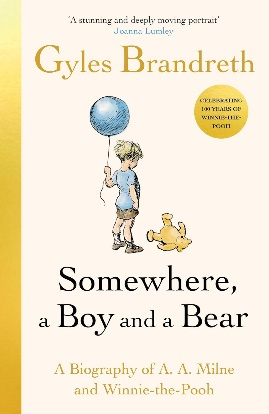 'A stunning and deeply moving portrait'
Joanna Lumley
Gyles Brandreth
CELEBRATING
100 YEARS OF
WINNIE-THE-
POOH
Somewhere,
a Boy and a Bear
A Biography of A. A. Milne
and Winnie-the-Pooh